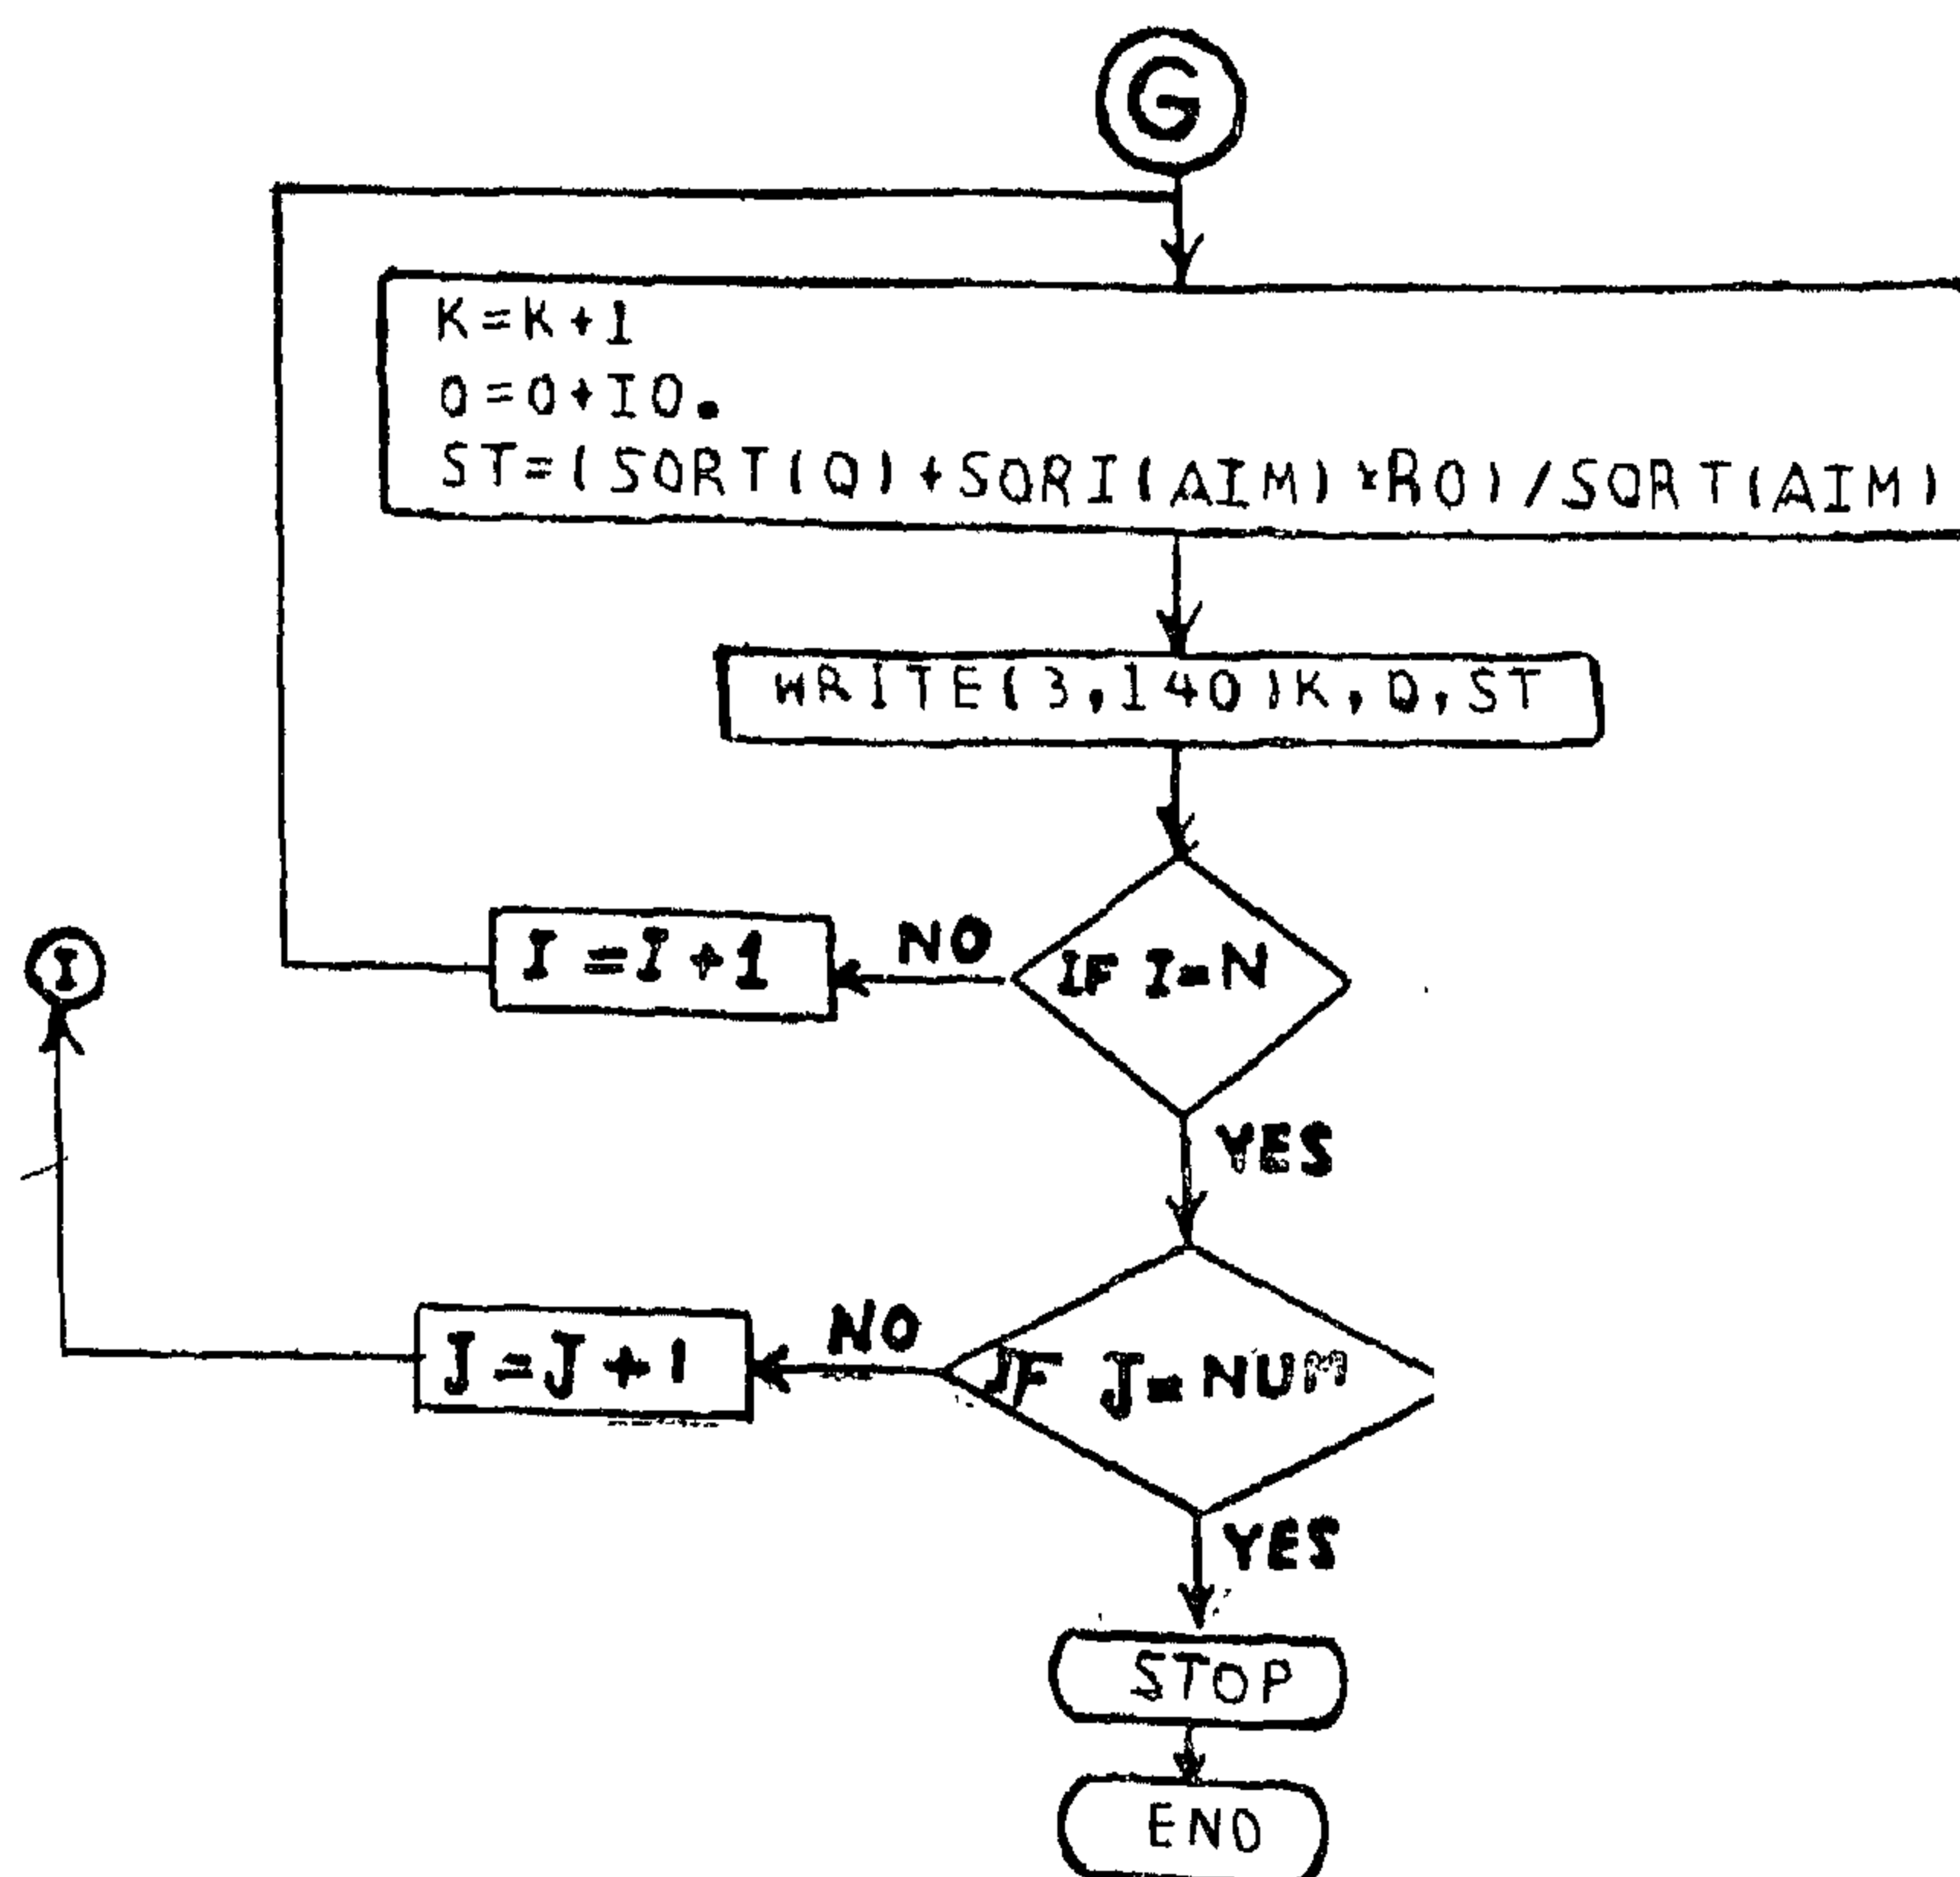 G
K=K+1
Q=Q+10.
ST=(SQRT(Q)+SQRT(AIM)*RO)/SQRT(AIM)
WRITE(3,140)K,Q,ST
IF I=N
NO
I=I+1
I
YES
IF J=NUM
NO
J=J+1
YES
STOP
END